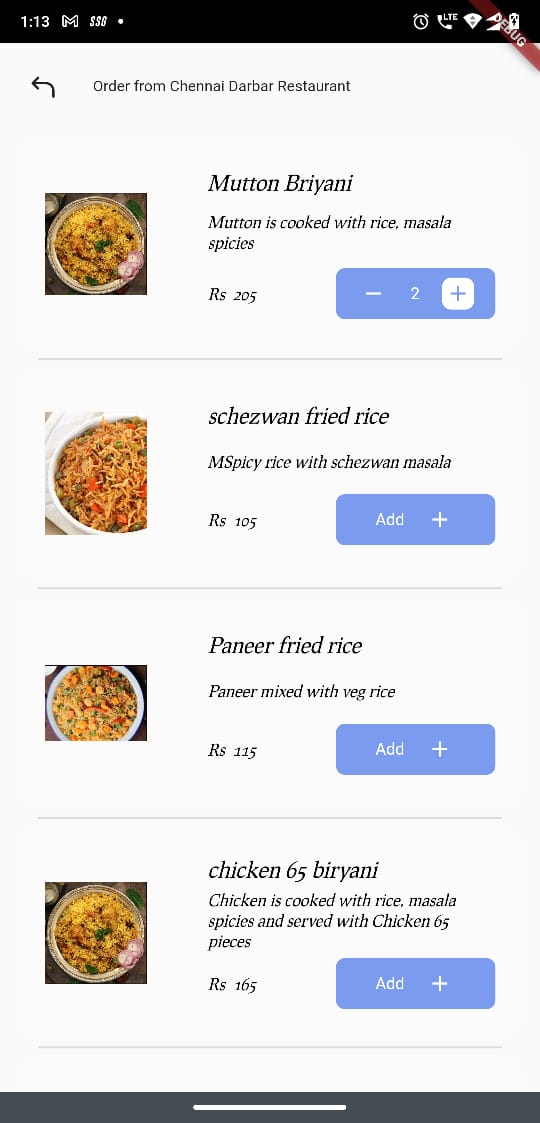 1:13 M SSG
LTE
DEBUG
Order from Chennai Darbar Restaurant
Mutton Briyani
Mutton is cooked with rice, masala
spicies
Rs 205
2
schezwan fried rice
MSpicy rice with schezwan masala
Rs 105
Add
Paneer fried rice
Paneer mixed with veg rice
Rs 115
Add
chicken 65 biryani
Chicken is cooked with rice, masala
spicies and served with Chicken 65
pieces
Rs 165
Add